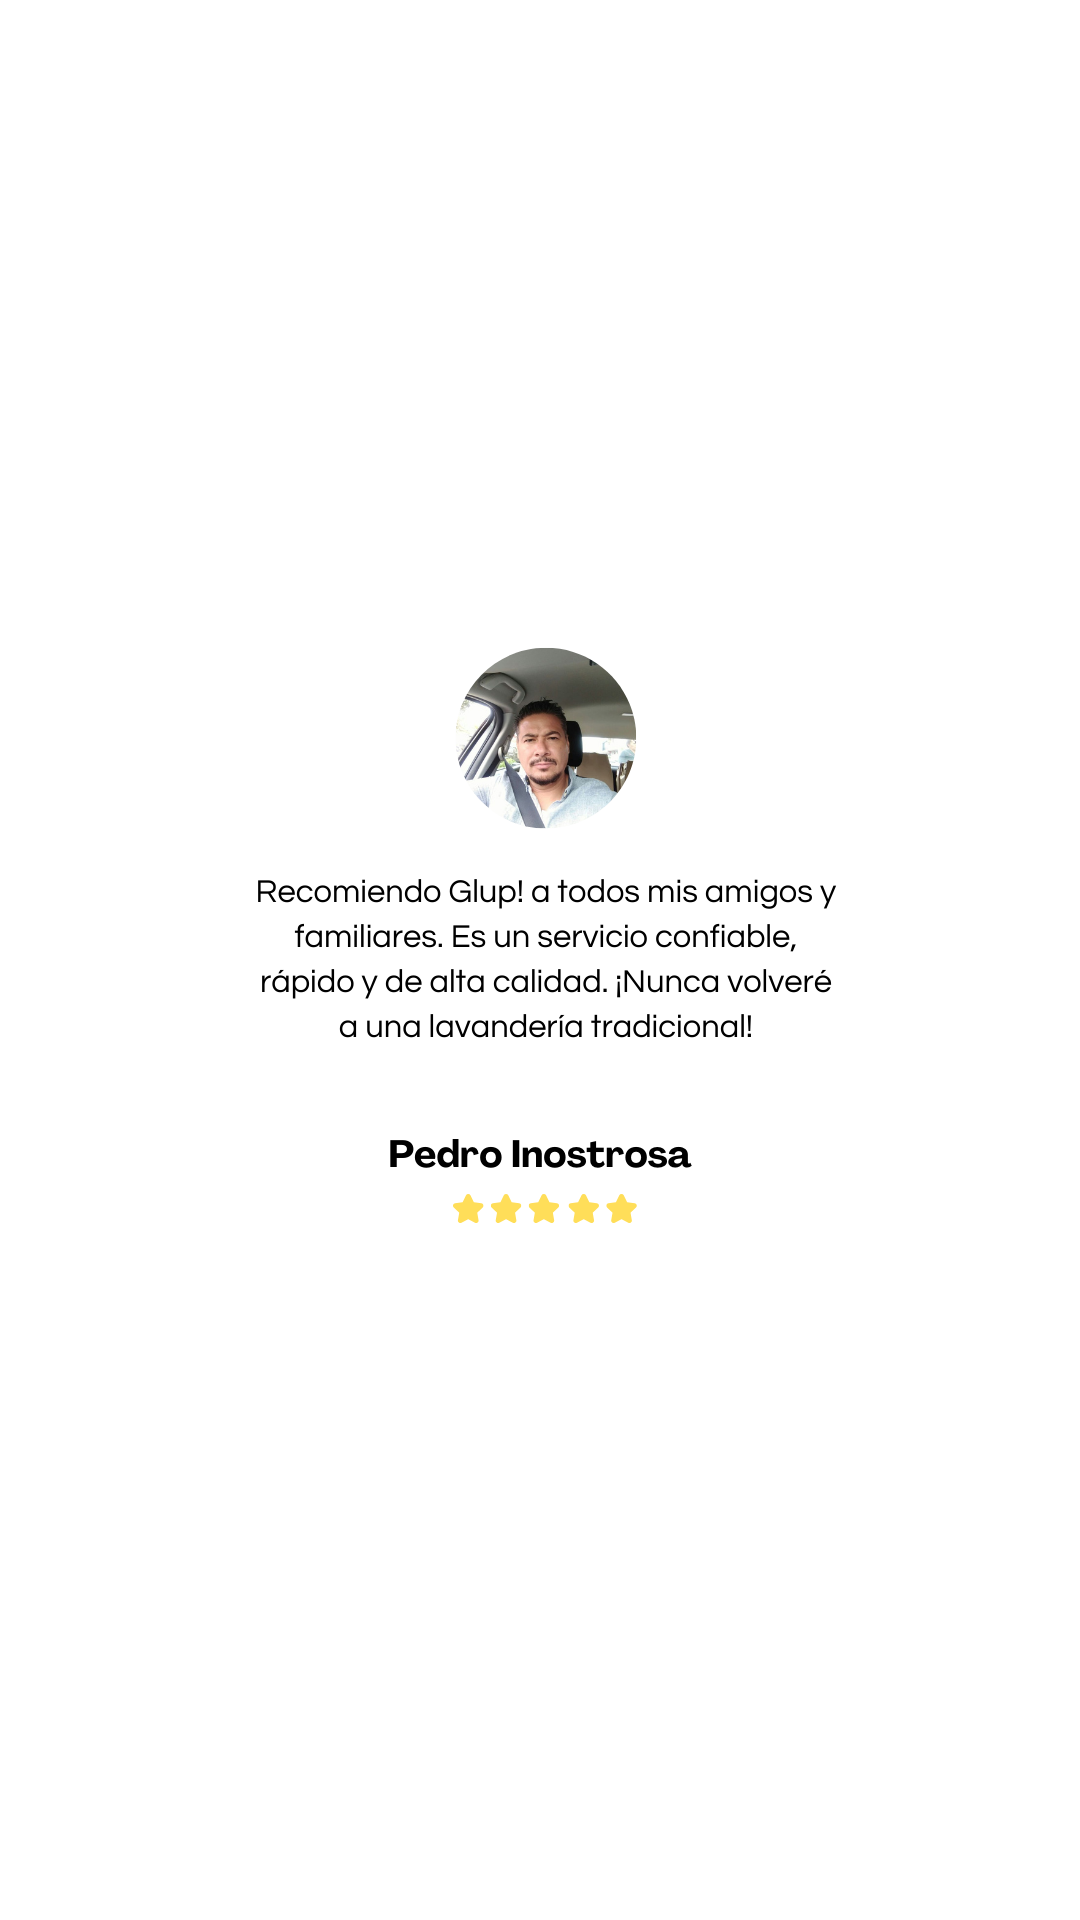 Recomiendo Glup! a todos mis amigos y
familiares. Es un servicio confiable,
rápido y de alta calidad. ¡Nunca volveré
a una lavandería tradicional!
Pedro Inostrosa